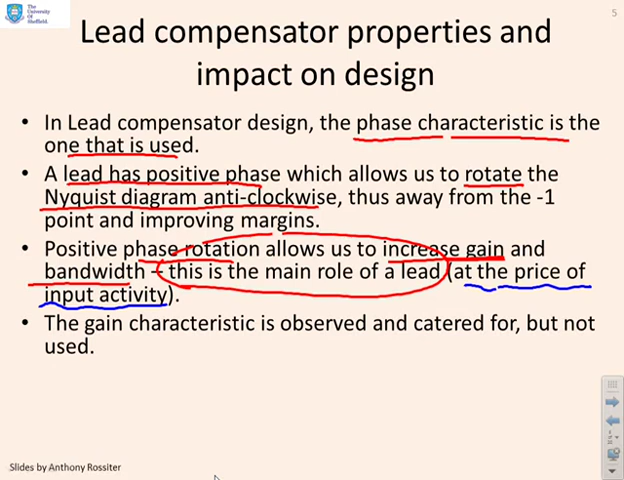 The
University
Of
Sheffield.
5
Lead compensator properties and
impact on design
• In Lead compensator design, the phase characteristic is the
one that is used.
• A lead has positive phase which allows us to rotate the
Nyquist diagram anti-clockwise, thus away from the -1
point and improving margins.
• Positive phase rotation allows us to increase gain and
bandwidth – this is the main role of a lead (at the price of
input activity).
• The gain characteristic is observed and catered for, but not
used.
Slides by Anthony Rossiter